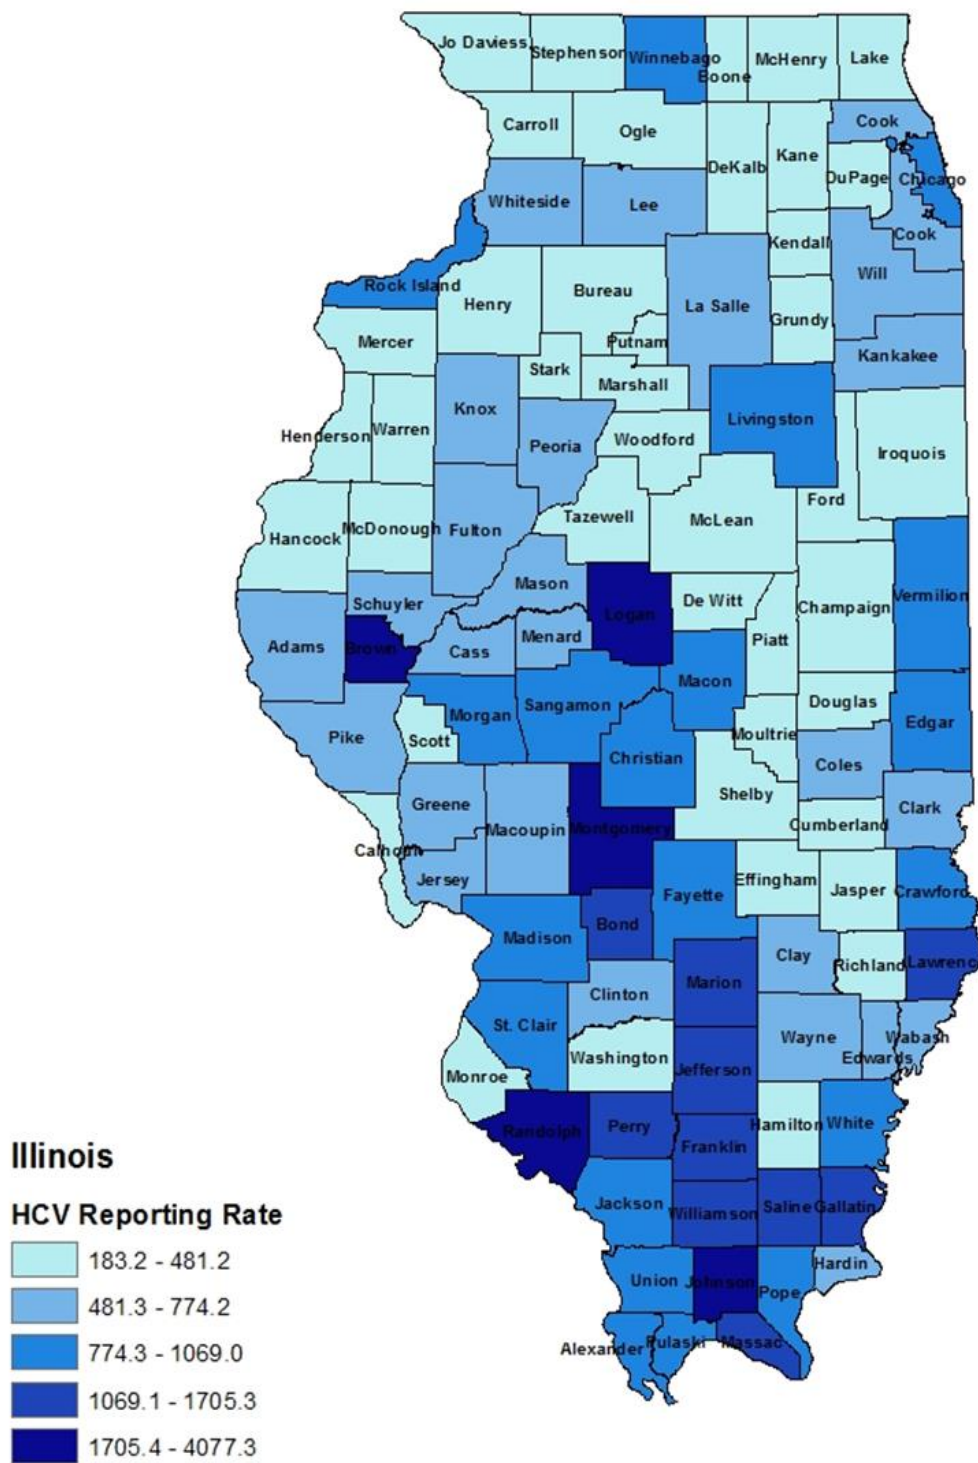 Jo Daviess
Stephenson
Winnebago
Boone
McHenry
Lake
Carroll
Ogle
DeKalb
Kane
Cook
DuPage
Chicago
Whiteside
Lee
Kendall
Cook
Rock Island
Henry
Bureau
La Salle
Will
Grundy
Mercer
Putnam
Kankakee
Stark
Marshall
Knox
Henderson
Warren
Peoria
Woodford
Livingston
Iroquois
Ford
Hancock
McDonough
Fulton
Tazewell
McLean
Mason
Schuyler
Logan
De Witt
Champaign
Vermilion
Adams
Brown
Cass
Menard
Piatt
Macon
Pike
Scott
Morgan
Sangamon
Christian
Moultrie
Douglas
Edgar
Coles
Greene
Macoupin
Montgomery
Shelby
Cumberland
Clark
Calhoun
Jersey
Fayette
Effingham
Jasper
Crawford
Madison
Bond
Clay
Richland
Lawrenc
Marion
Clinton
St. Clair
Wayne
Edwards
Wabash
Monroe
Washington
Jefferson
Randolph
Perry
Franklin
Hamilton
White
Jackson
Williamson
Saline
Gallatin
Union
Johnson
Pope
Hardin
Alexander
Pulaski
Massac
Illinois
HCV Reporting Rate
183.2 - 481.2
481.3 - 774.2
774.3 - 1069.0
1069.1 - 1705.3
1705.4 - 4077.3